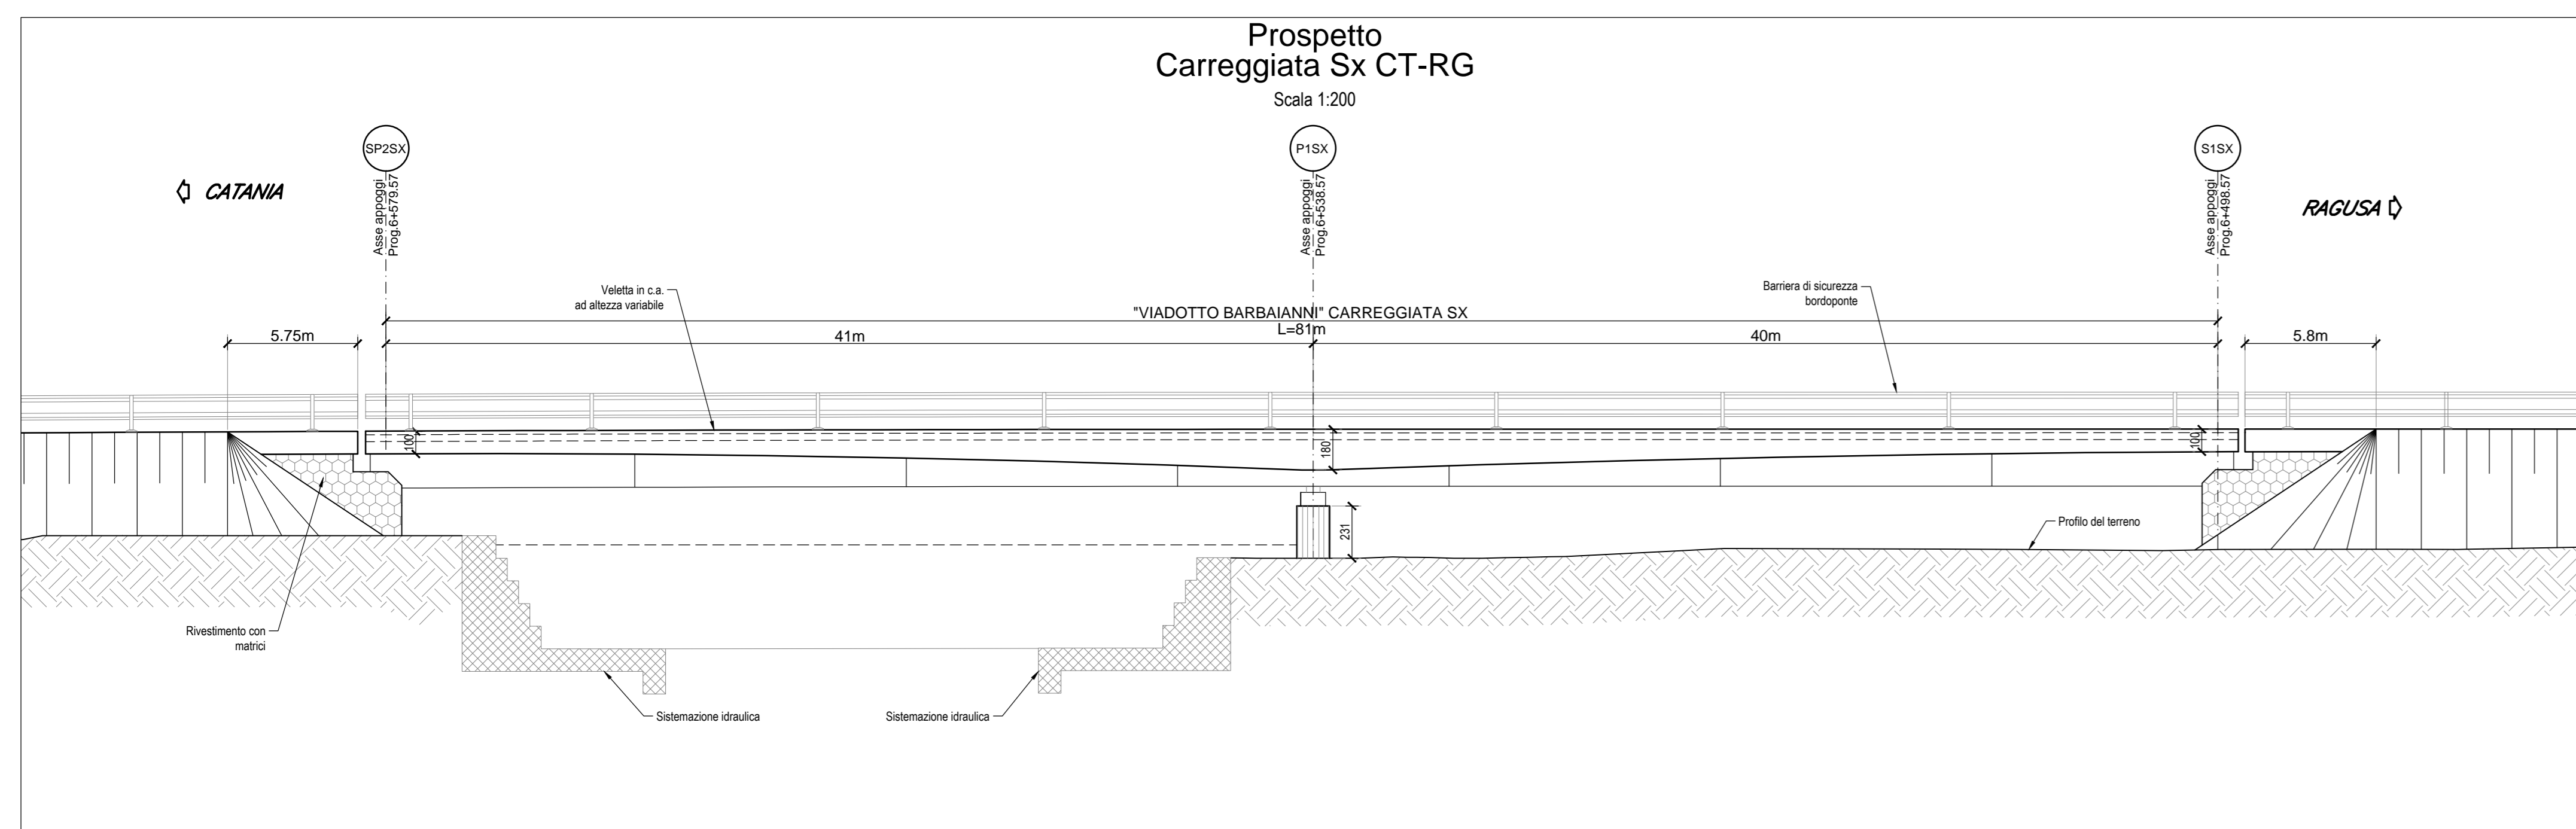 Prospetto
Carreggiata Sx CT-RG
Scala 1:200
SP2SX
P1SX
S1SX
CATANIA
RAGUSA
Asse appoggi
Prog.6+579.57
Asse appoggi
Prog.6+538.57
Asse appoggi
Prog.6+498.57
Veletta in c.a.
ad altezza variabile
Barriera di sicurezza
bordoponte
"VIADOTTO BARBAIANNI" CARREGGIATA SX
L=81m
5.75m
41m
40m
5.8m
100
180
100
231
Profilo del terreno
Rivestimento con
matrici
Sistemazione idraulica
Sistemazione idraulica